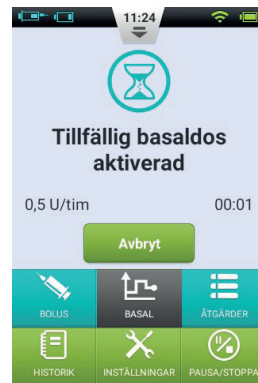 11:24
Tillfällig basaldos
aktiverad
0,5 U/tim 00:01
Avbryt
BOLUS BASAL ÅTGÄRDER
HISTORIK INSTÄLLNINGAR PAUSA/STOPPA